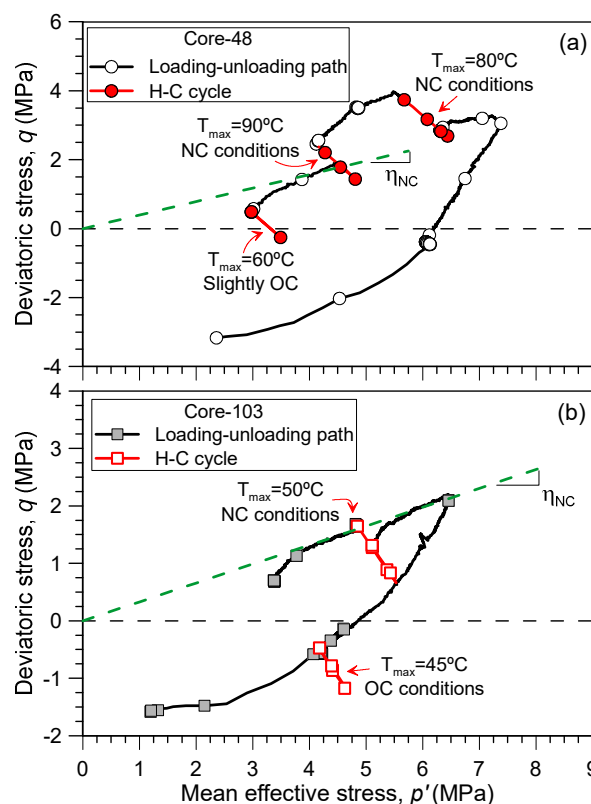 6
4
2
0
-2
-4
Deviatoric stress, q (MPa)
Core-48
Loading-unloading path
H-C cycle
(a)
Tmax=80ºC
NC conditions
Tmax=90ºC
NC conditions
ηNC
Tmax=60ºC
Slightly OC
4
3
2
1
0
-1
-2
Deviatoric stress, q (MPa)
Core-103
Loading-unloading path
H-C cycle
(b)
Tmax=50ºC
NC conditions
ηNC
Tmax=45ºC
OC conditions
0 1 2 3 4 5 6 7 8 9
Mean effective stress, p' (MPa)